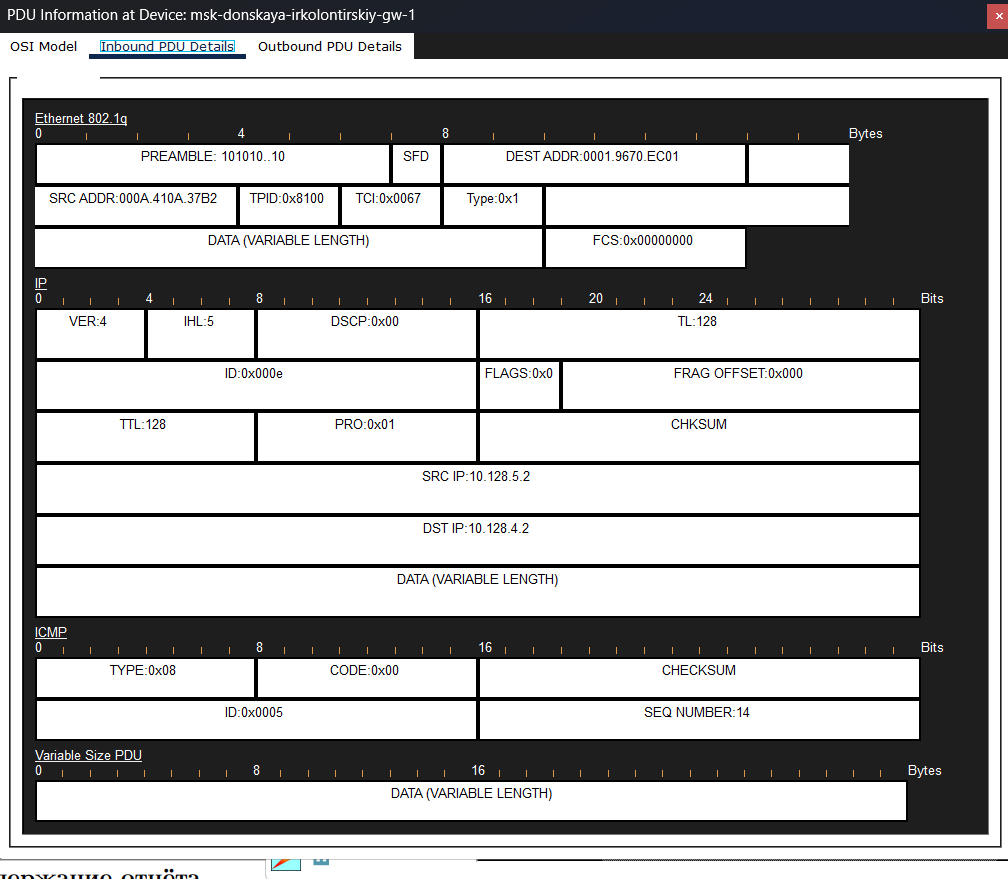 PDU Information at Device: msk-donskaya-irkolontirskiy-gw-1
OSI Model Inbound PDU Details Outbound PDU Details
Ethernet 802.1q
0 4 8 Bytes
PREAMBLE: 101010..10 SFD DEST ADDR:0001.9670.EC01
SRC ADDR:000A.410A.37B2 TPID:0x8100 TCI:0x0067 Type:0x1
DATA (VARIABLE LENGTH) FCS:0x00000000
IP
0 4 8 16 20 24 Bits
VER:4 IHL:5 DSCP:0x00 TL:128
ID:0x000e FLAGS:0x0 FRAG OFFSET:0x000
TTL:128 PRO:0x01 CHKSUM
SRC IP:10.128.5.2
DST IP:10.128.4.2
DATA (VARIABLE LENGTH)
ICMP
0 8 16 Bits
TYPE:0x08 CODE:0x00 CHECKSUM
ID:0x0005 SEQ NUMBER:14
Variable Size PDU
0 8 16 Bytes
DATA (VARIABLE LENGTH)